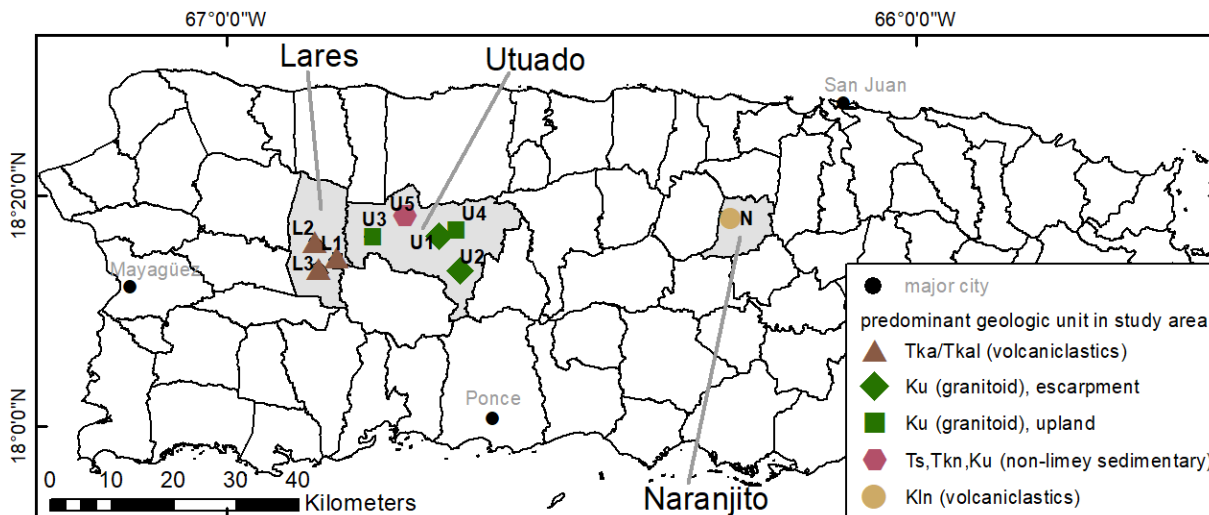 67°0'0"W 66°0'0"W
Lares Utuado
San Juan
18°20'0"N
U5
U4
U3
L2
L1
U1
N
L3
U2
Mayagüez
major city
predominant geologic unit in study area
Tka/Tkal (volcaniclastics)
Ku (granitoid), escarpment
Ponce
Ku (granitoid), upland
18°0'0"N
Ts,Tkn,Ku (non-limey sedimentary)
0 10 20 30 40
Kilometers
Naranjito
Kln (volcaniclastics)